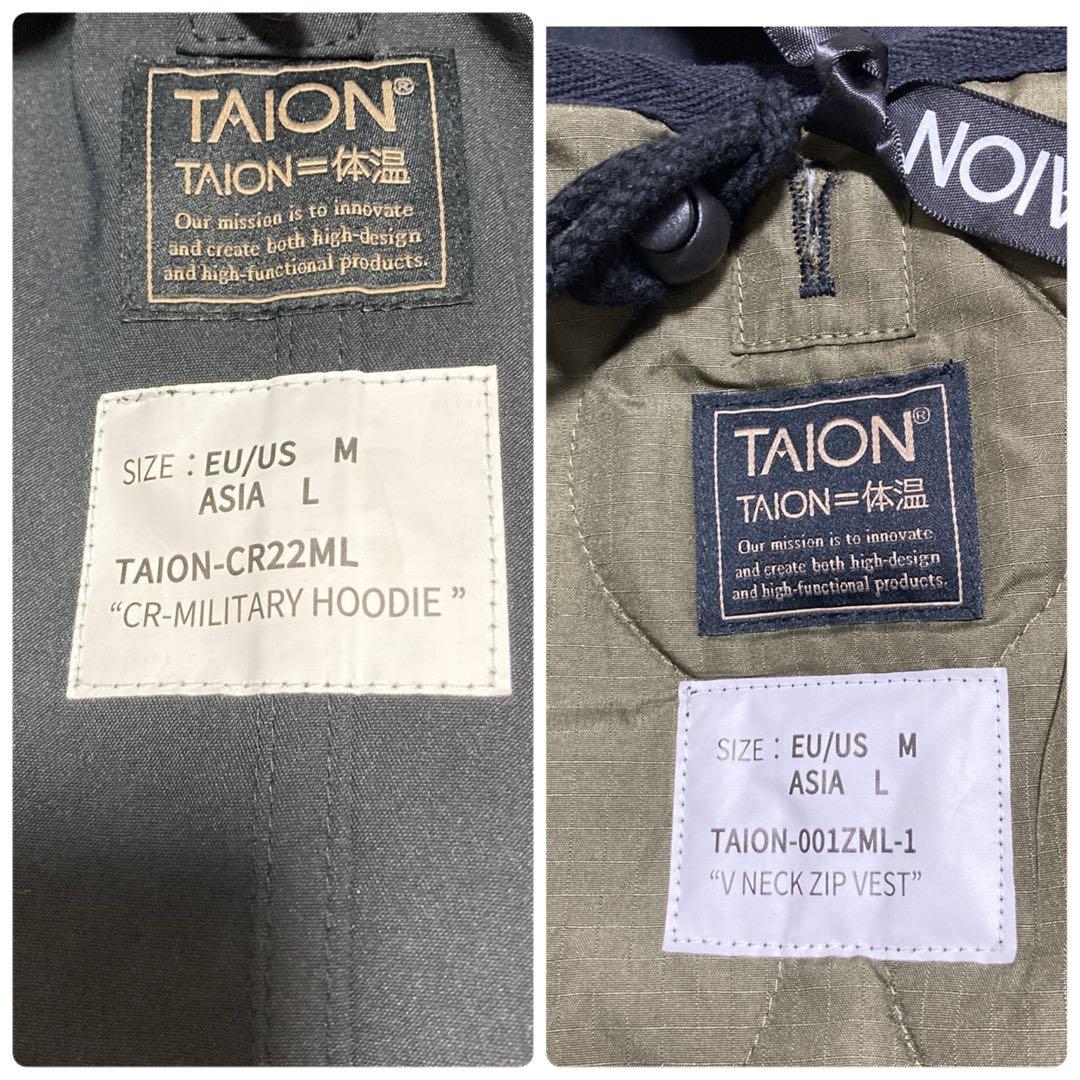 TAION®
TAION=体温
Our mission is to innovate
and create both high-design
and high-functional products.
SIZE : EU/US M
ASIA L
TAION-CR22ML
“CR-MILITARY HOODIE”
AION
TAION®
TAION=体温
Our mission is to innovate
and create both high-design
and high-functional products.
SIZE : EU/US M
ASIA L
TAION-001ZML-1
“V NECK ZIP VEST”